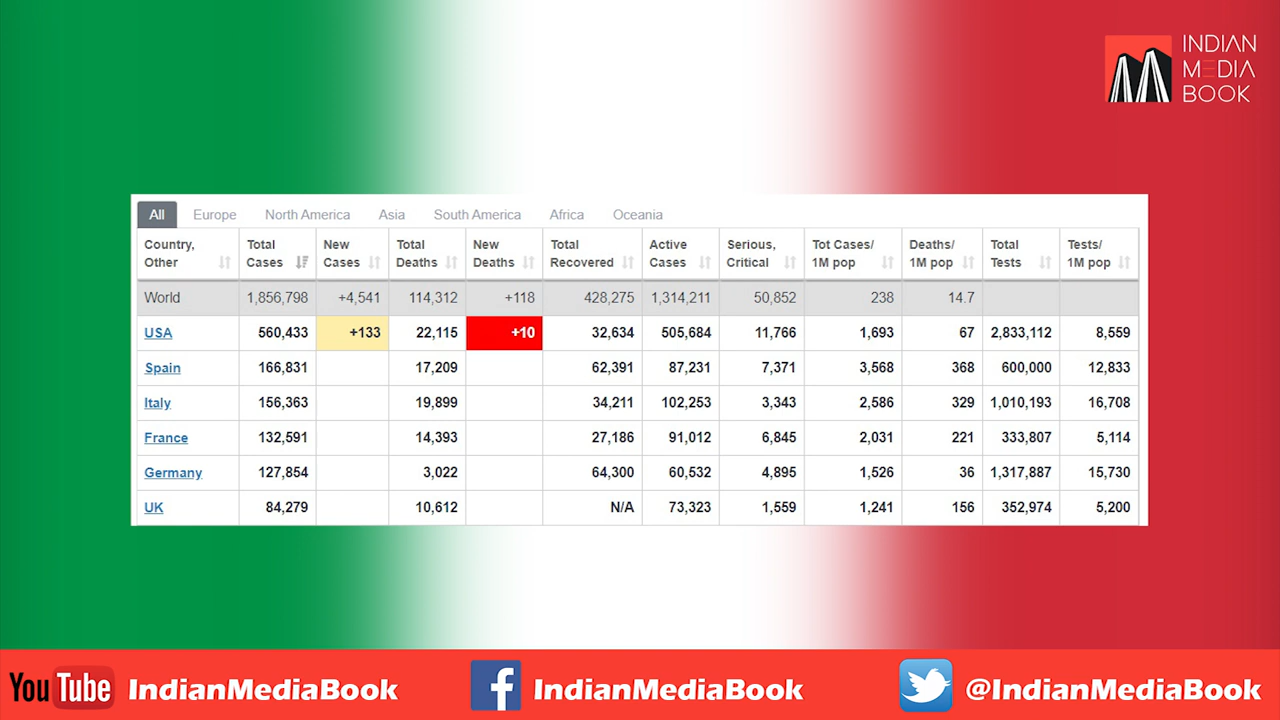 INDIAN
MEDIA
BOOK
All Europe North America Asia South America Africa Oceania
Country, Other Total Cases New Cases Total Deaths New Deaths Total Recovered Active Cases Serious, Critical Tot Cases/ 1M pop Deaths/ 1M pop Total Tests Tests/ 1M pop
World 1,856,798 +4,541 114,312 +118 428,275 1,314,211 50,852 238 14.7
USA 560,433 +133 22,115 +10 32,634 505,684 11,766 1,693 67 2,833,112 8,559
Spain 166,831 17,209 62,391 87,231 7,371 3,568 368 600,000 12,833
Italy 156,363 19,899 34,211 102,253 3,343 2,586 329 1,010,193 16,708
France 132,591 14,393 27,186 91,012 6,845 2,031 221 333,807 5,114
Germany 127,854 3,022 64,300 60,532 4,895 1,526 36 1,317,887 15,730
UK 84,279 10,612 N/A 73,323 1,559 1,241 156 352,974 5,200
YouTube IndianMediaBook f IndianMediaBook @IndianMediaBook